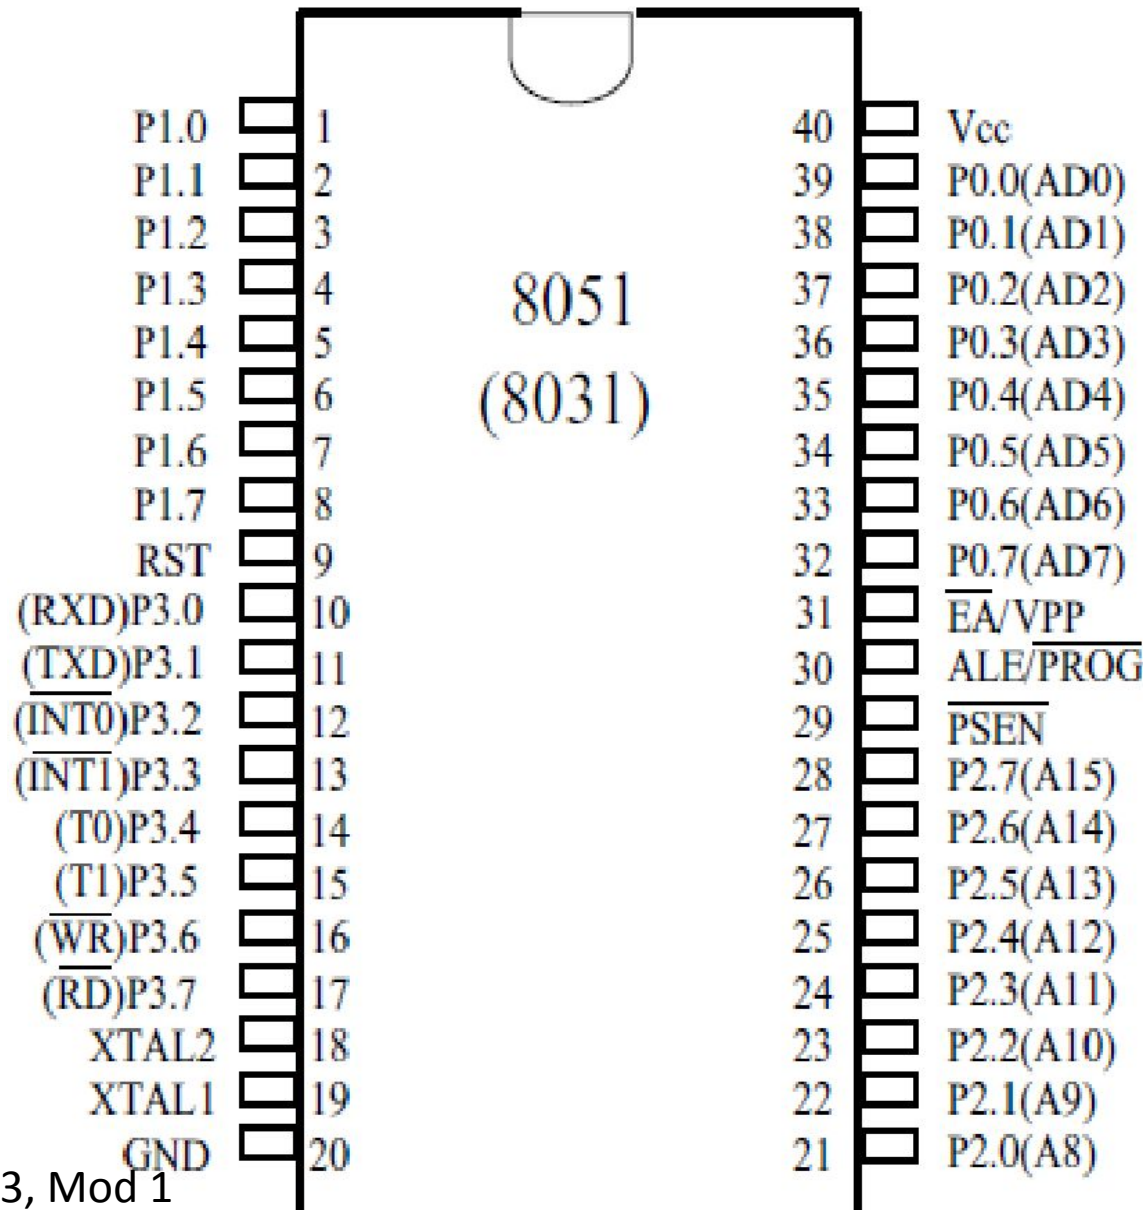 P1.0 1 40 Vcc
P1.1 2 39 P0.0(AD0)
P1.2 3 38 P0.1(AD1)
P1.3 4 8051 37 P0.2(AD2)
P1.4 5 36 P0.3(AD3)
P1.5 6 (8031) 35 P0.4(AD4)
P1.6 7 34 P0.5(AD5)
P1.7 8 33 P0.6(AD6)
RST 9 32 P0.7(AD7)
(RXD)P3.0 10 31 E̅A̅/VPP
(TXD)P3.1 11 30 ALE/P̅R̅O̅G̅
(I̅N̅T̅0̅)P3.2 12 29 P̅S̅E̅N̅
(I̅N̅T̅1̅)P3.3 13 28 P2.7(A15)
(T0)P3.4 14 27 P2.6(A14)
(T1)P3.5 15 26 P2.5(A13)
(W̅R̅)P3.6 16 25 P2.4(A12)
(R̅D̅)P3.7 17 24 P2.3(A11)
XTAL2 18 23 P2.2(A10)
XTAL1 19 22 P2.1(A9)
GND 20 21 P2.0(A8)
3, Mod 1